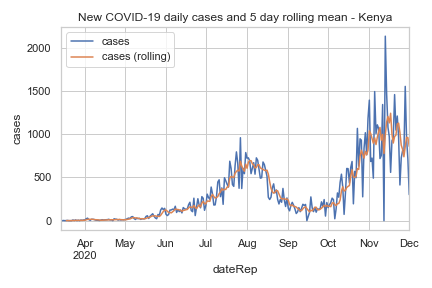 New COVID-19 daily cases and 5 day rolling mean - Kenya
cases
cases (rolling)
2000
1500
1000
500
0
cases
Apr May Jun Jul Aug Sep Oct Nov Dec
2020
dateRep